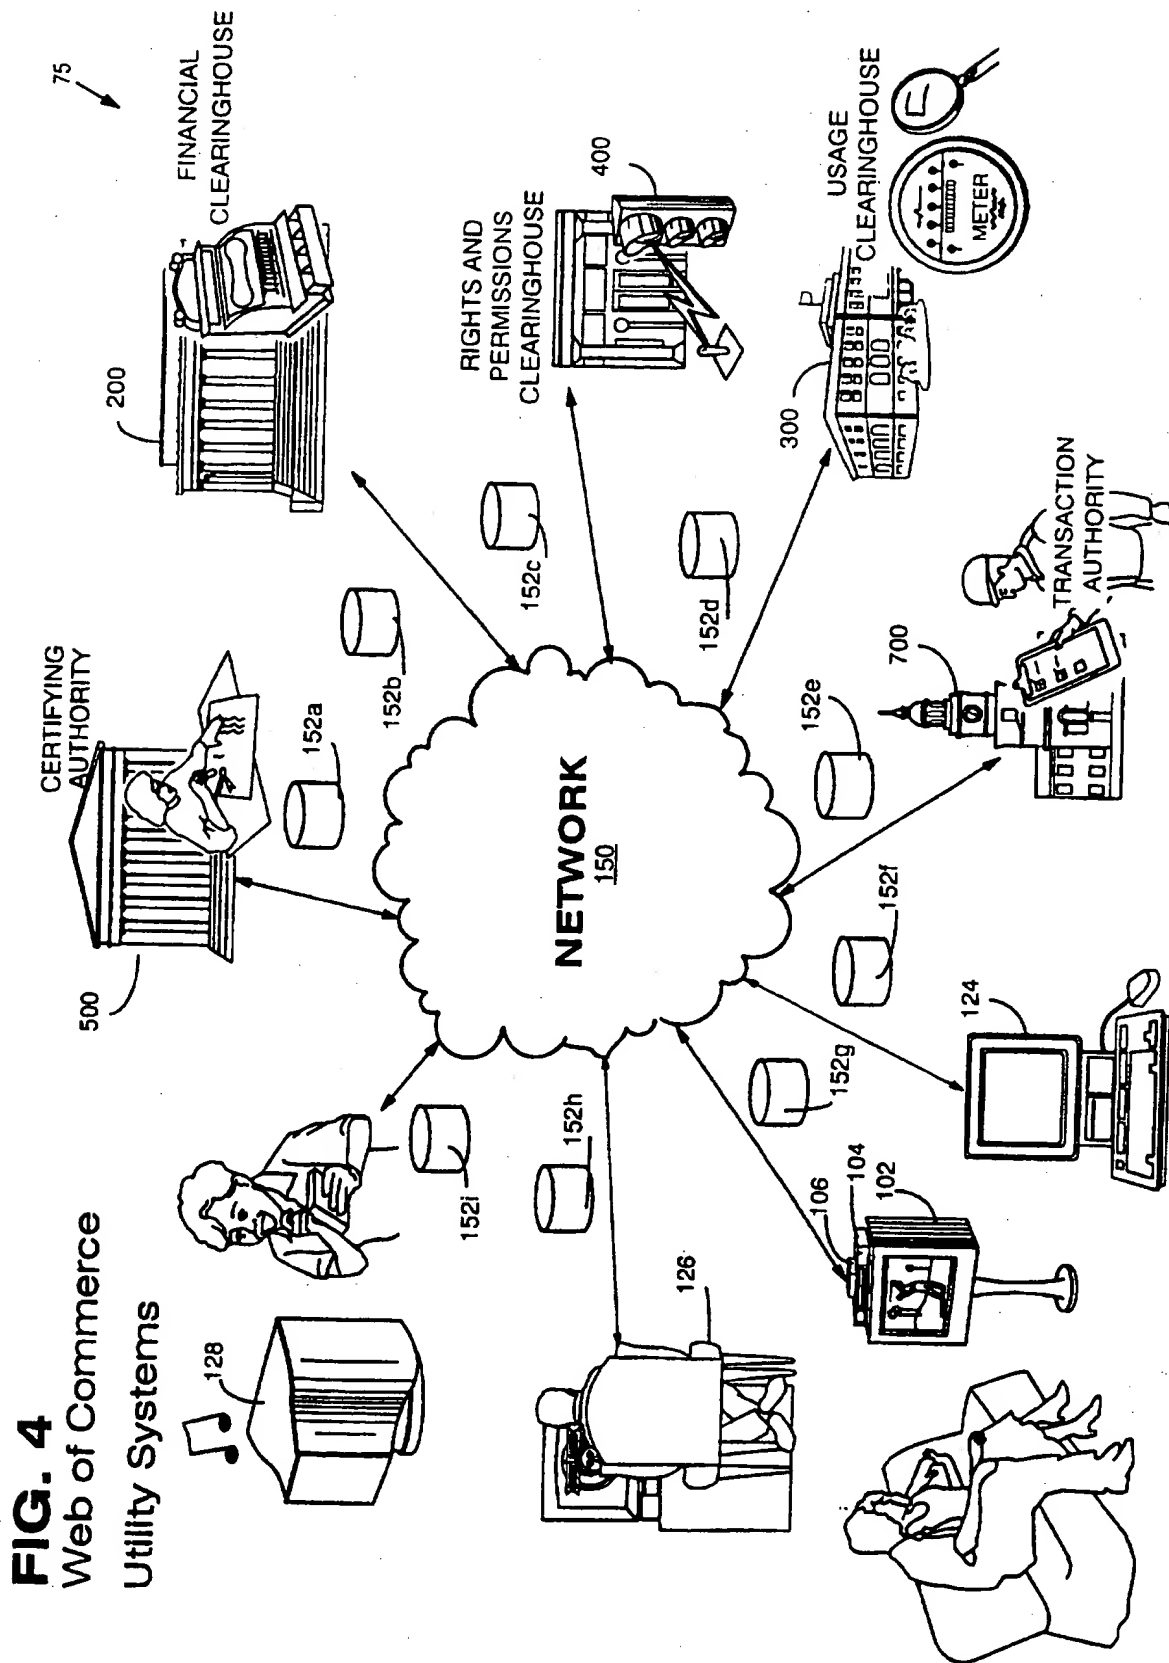 FIG. 4
Web of Commerce
Utility Systems
75
FINANCIAL
CLEARINGHOUSE
200
CERTIFYING
AUTHORITY
500
152a
152b
152c
RIGHTS AND
PERMISSIONS
CLEARINGHOUSE
400
152d
USAGE
CLEARINGHOUSE
METER
300
NETWORK
150
152e
700
TRANSACTION
AUTHORITY
152f
124
152g
106
104
102
152h
126
152i
128